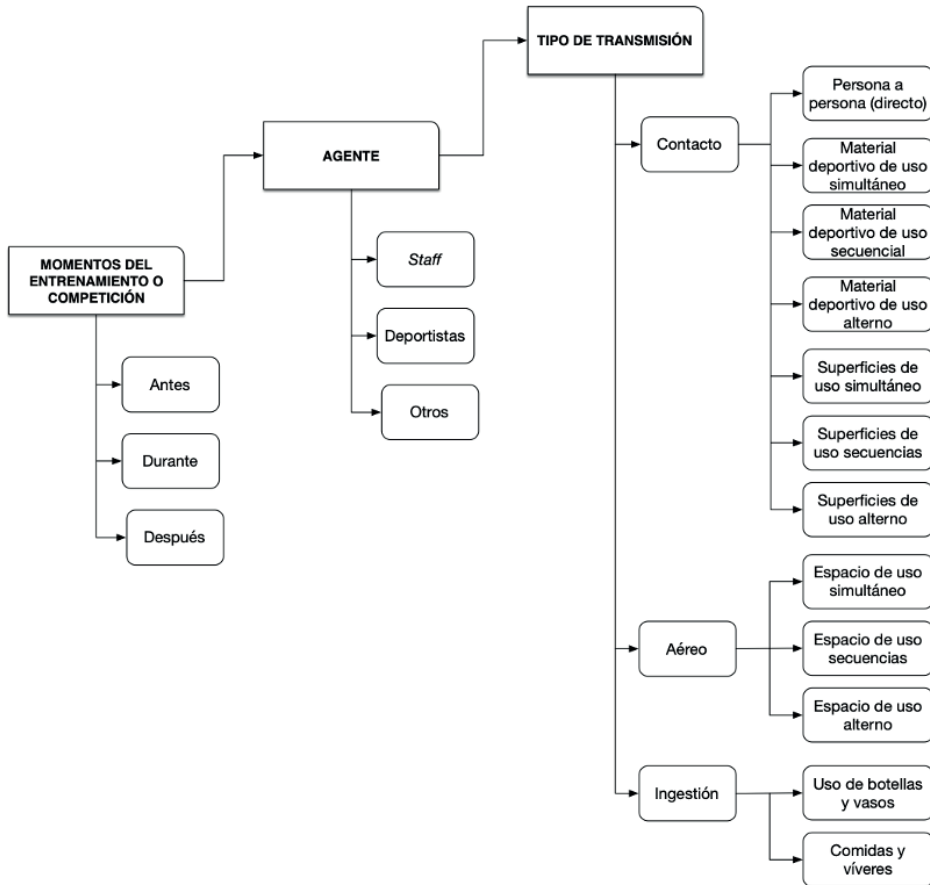 TIPO DE TRANSMISIÓN
AGENTE
MOMENTOS DEL
ENTRENAMIENTO O
COMPETICIÓN
Antes
Durante
Después
Staff
Deportistas
Otros
Contacto
Persona a
persona (directo)
Material
deportivo de uso
simultáneo
Material
deportivo de uso
secuencial
Material
deportivo de uso
alterno
Superficies de
uso simultáneo
Superficies de
uso secuencias
Superficies de
uso alterno
Aéreo
Espacio de uso
simultáneo
Espacio de uso
secuencias
Espacio de uso
alterno
Ingestión
Uso de botellas
y vasos
Comidas y
víveres